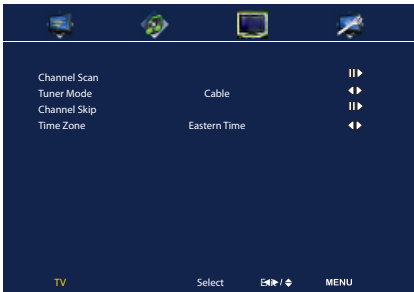 Channel Scan
Tuner Mode Cable
Channel Skip
Time Zone Eastern Time
TV Select MENU